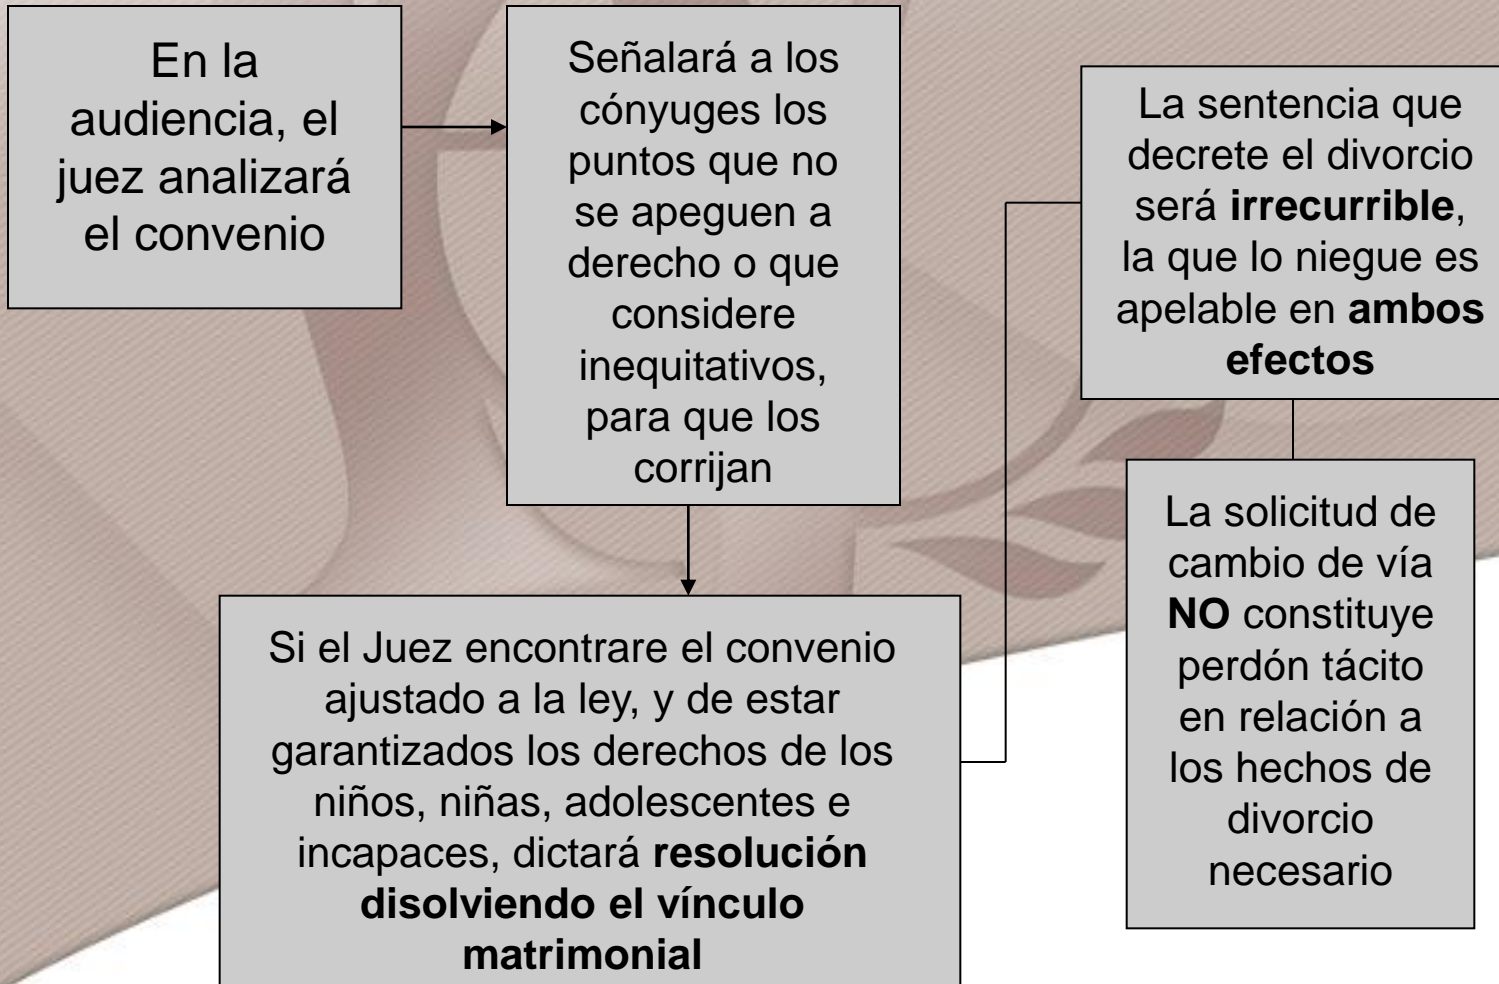 En la
audiencia, el
juez analizará
el convenio
Señalará a los
cónyuges los
puntos que no
se apeguen a
derecho o que
considere
inequitativos,
para que los
corrijan
Si el Juez encontrare el convenio
ajustado a la ley, y de estar
garantizados los derechos de los
niños, niñas, adolescentes e
incapaces, dictará resolución
disolviendo el vínculo
matrimonial
La sentencia que
decrete el divorcio
será irrecurrible,
la que lo niegue es
apelable en ambos
efectos
La solicitud de
cambio de vía
NO constituye
perdón tácito
en relación a
los hechos de
divorcio
necesario